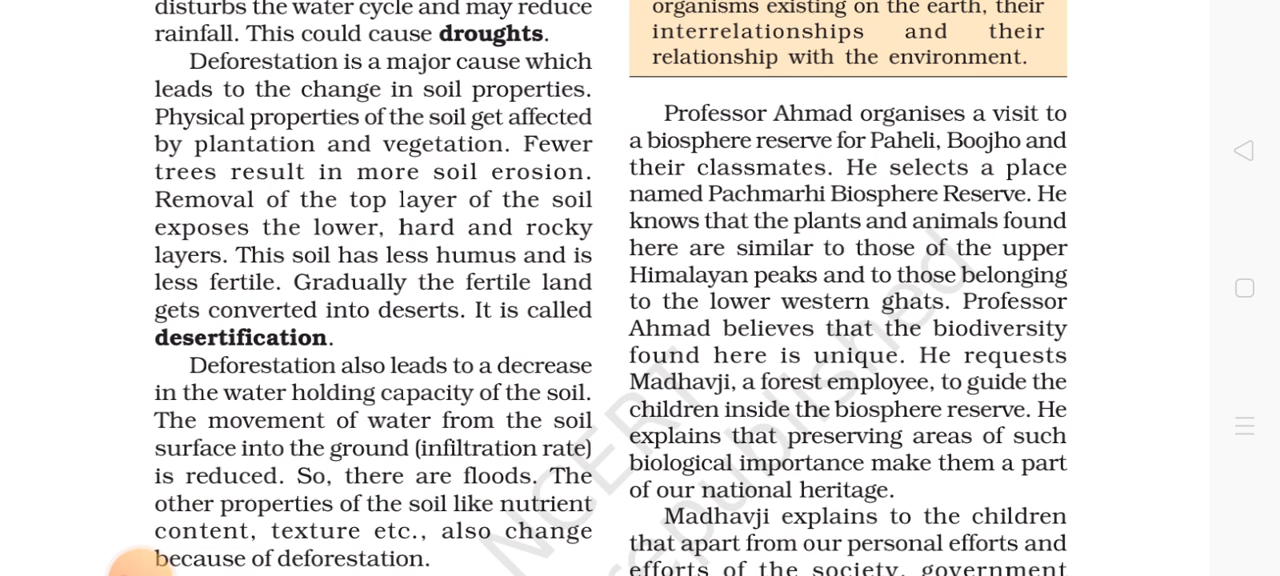 disturbs the water cycle and may reduce
rainfall. This could cause droughts.
Deforestation is a major cause which
leads to the change in soil properties.
Physical properties of the soil get affected
by plantation and vegetation. Fewer
trees result in more soil erosion.
Removal of the top layer of the soil
exposes the lower, hard and rocky
layers. This soil has less humus and is
less fertile. Gradually the fertile land
gets converted into deserts. It is called
desertification.
Deforestation also leads to a decrease
in the water holding capacity of the soil.
The movement of water from the soil
surface into the ground (infiltration rate)
is reduced. So, there are floods. The
other properties of the soil like nutrient
content, texture etc., also change
because of deforestation.
organisms existing on the earth, their
interrelationships and their
relationship with the environment.
Professor Ahmad organises a visit to
a biosphere reserve for Paheli, Boojho and
their classmates. He selects a place
named Pachmarhi Biosphere Reserve. He
knows that the plants and animals found
here are similar to those of the upper
Himalayan peaks and to those belonging
to the lower western ghats. Professor
Ahmad believes that the biodiversity
found here is unique. He requests
Madhavji, a forest employee, to guide the
children inside the biosphere reserve. He
explains that preserving areas of such
biological importance make them a part
of our national heritage.
Madhavji explains to the children
that apart from our personal efforts and
efforts of the society, government
NCERT
republished